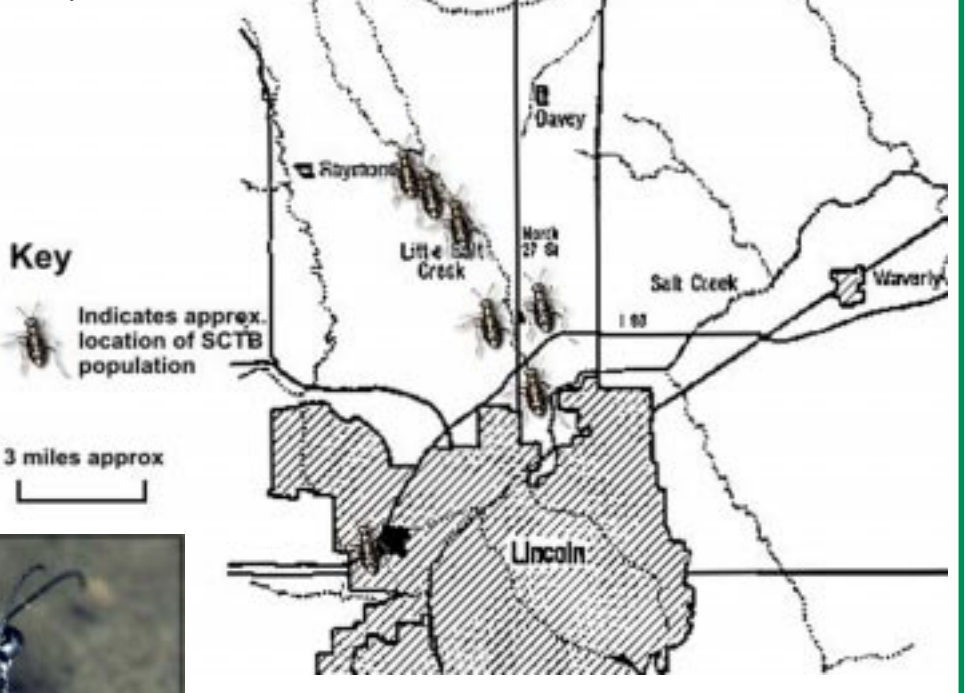 Key
Indicates approx.
location of SCTB
population
3 miles approx
Davey
Raymond
North
27 St
Little Salt
Creek
Salt Creek
Waverly
I 80
Lincoln